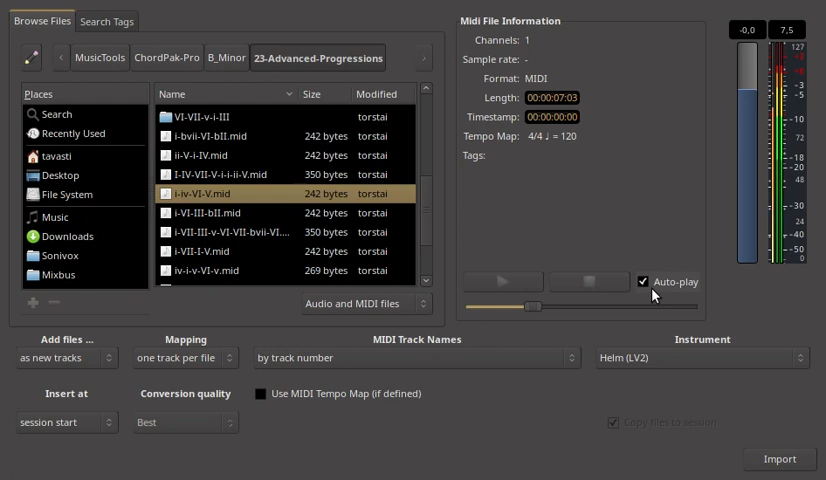 Browse Files
Search Tags
MusicTools
ChordPak-Pro
B_Minor
23-Advanced-Progressions
Places
Search
Recently Used
tavasti
Desktop
File System
Music
Downloads
Sonivox
Mixbus
Name Size Modified
VI-VII-v-i-III torstai
i-bvii-VI-bII.mid 242 bytes torstai
ii-V-i-IV.mid 242 bytes torstai
I-IV-VII-V-i-i-ii-V.mid 350 bytes torstai
i-iv-VI-V.mid 242 bytes torstai
i-VI-III-bII.mid 242 bytes torstai
i-VII-III-v-VI-VII-bvii-VI.... 350 bytes torstai
i-VII-I-V.mid 242 bytes torstai
iv-i-v-VI-v.mid 269 bytes torstai
Audio and MIDI files
Midi File Information
Channels: 1
Sample rate: -
Format: MIDI
Length: 00:00:07:03
Timestamp: 00:00:00:00
Tempo Map: 4/4 ♩ = 120
Tags:
Auto-play
-0,0
7,5
127
+8
+0
-3
-5
-10
72
-18
-20
48
-30
24
-40
-50
0
Add files ...
as new tracks
Mapping
one track per file
MIDI Track Names
by track number
Instrument
Helm (LV2)
Insert at
session start
Conversion quality
Best
Use MIDI Tempo Map (if defined)
Copy files to session
Import